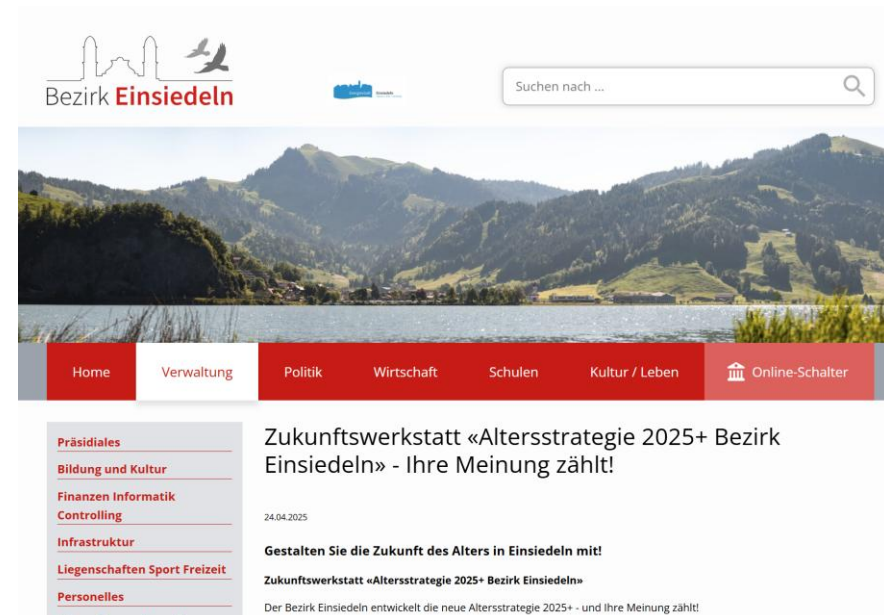 Bezirk Einsiedeln
Suchen nach ...
Home
Verwaltung
Politik
Wirtschaft
Schulen
Kultur / Leben
Online-Schalter
Präsidiales
Bildung und Kultur
Finanzen Informatik
Controlling
Infrastruktur
Liegenschaften Sport Freizeit
Personelles
Zukunftswerkstatt «Altersstrategie 2025+ Bezirk
Einsiedeln» - Ihre Meinung zählt!
24.04.2025
Gestalten Sie die Zukunft des Alters in Einsiedeln mit!
Zukunftswerkstatt «Altersstrategie 2025+ Bezirk Einsiedeln»
Der Bezirk Einsiedeln entwickelt die neue Altersstrategie 2025+ - und Ihre Meinung zählt!